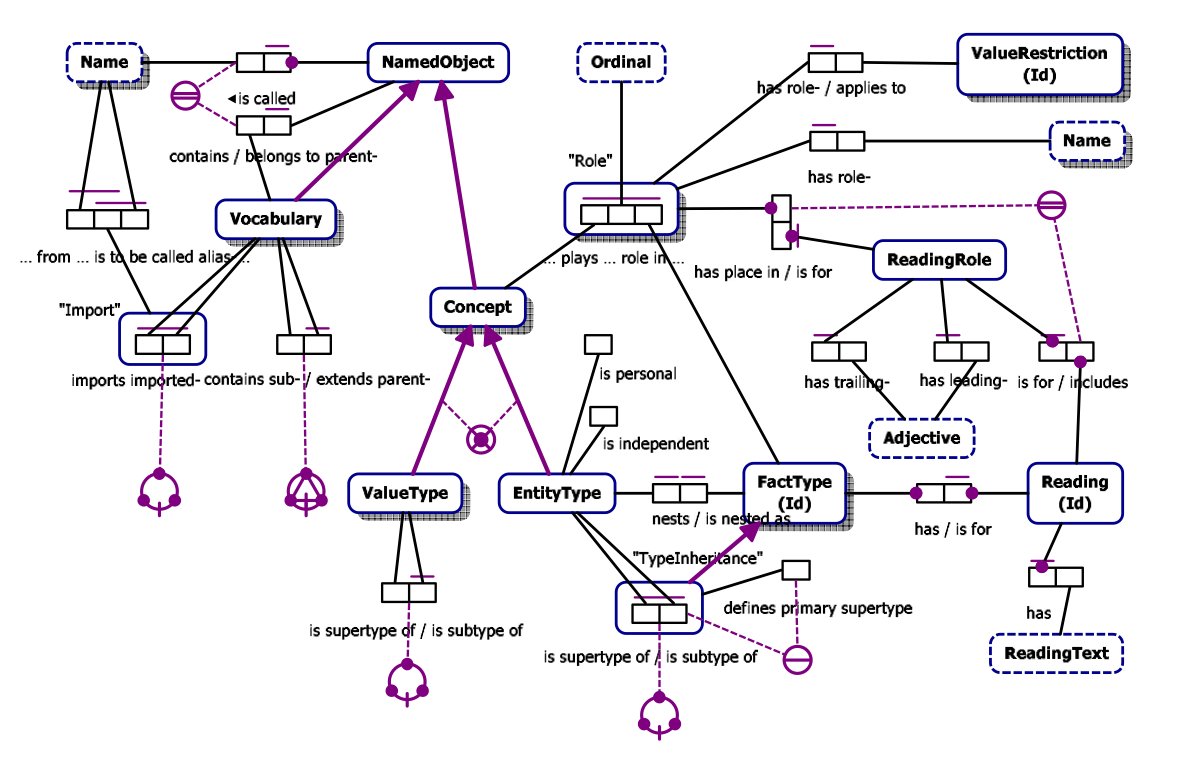 Name
NamedObject
Ordinal
ValueRestriction
(Id)
◄is called
has role- / applies to
contains / belongs to parent-
"Role"
Name
has role-
Vocabulary
... from ... is to be called alias-...
... plays ... role in ...
has place in / is for
ReadingRole
"Import"
Concept
imports imported-
contains sub- / extends parent-
is personal
has trailing-
has leading-
is for / includes
is independent
Adjective
ValueType
EntityType
FactType
(Id)
Reading
(Id)
nests / is nested as
has / is for
"TypeInheritance"
defines primary supertype
has
is supertype of / is subtype of
is supertype of / is subtype of
ReadingText